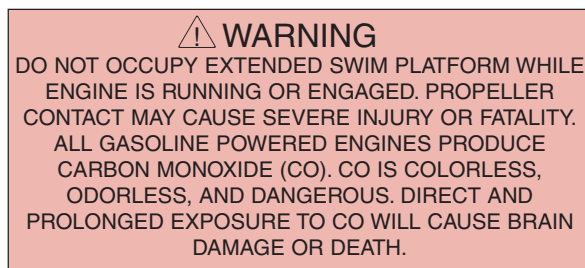 ⚠ WARNING
DO NOT OCCUPY EXTENDED SWIM PLATFORM WHILE
ENGINE IS RUNNING OR ENGAGED. PROPELLER
CONTACT MAY CAUSE SEVERE INJURY OR FATALITY.
ALL GASOLINE POWERED ENGINES PRODUCE
CARBON MONOXIDE (CO). CO IS COLORLESS,
ODORLESS, AND DANGEROUS. DIRECT AND
PROLONGED EXPOSURE TO CO WILL CAUSE BRAIN
DAMAGE OR DEATH.